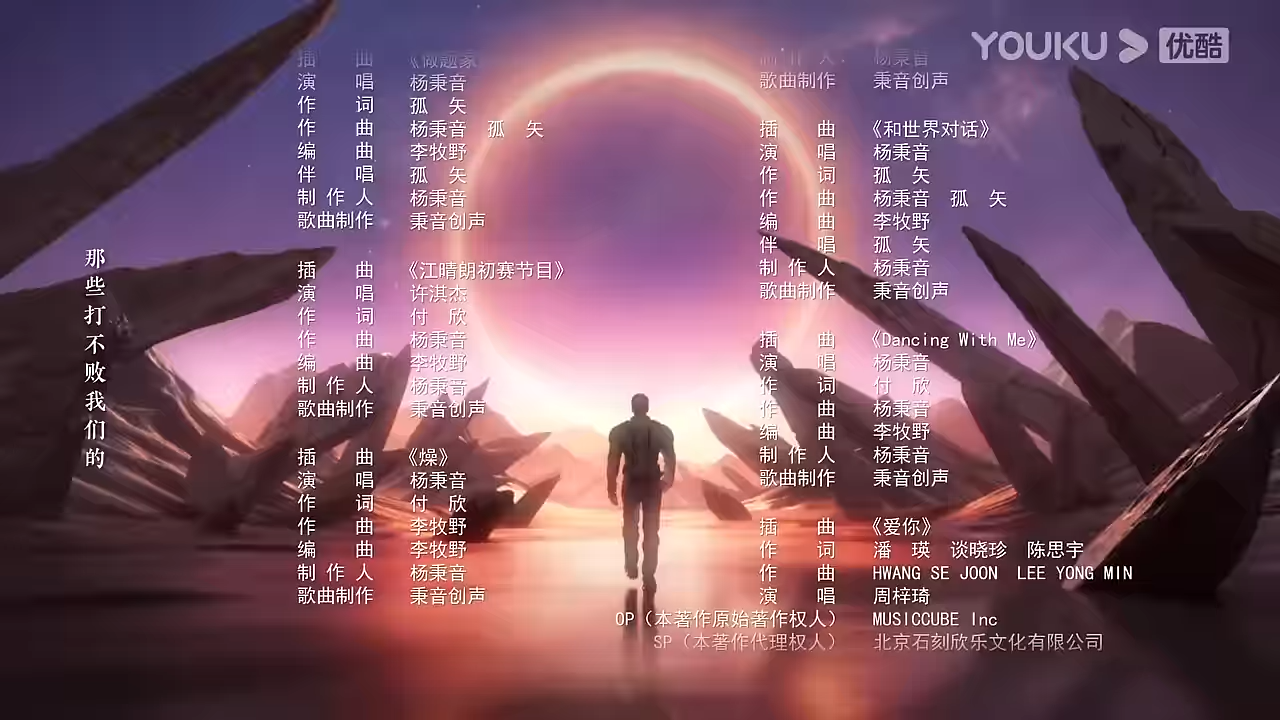 YOUKU 优酷
那些打不败我们的
插 曲 《做题家
演 唱 杨秉音
作 词 孤 矢
作 曲 杨秉音 孤 矢
编 曲 李牧野
伴 唱 孤 矢
制 作 人 杨秉音
歌曲制作 秉音创声
插 曲 《江晴朗初赛节目》
演 唱 许淇杰
作 词 付 欣
作 曲 杨秉音
编 曲 李牧野
制 作 人 杨秉音
歌曲制作 秉音创声
插 曲 《燥》
演 唱 杨秉音
作 词 付 欣
作 曲 李牧野
编 曲 李牧野
制 作 人 杨秉音
歌曲制作 秉音创声
制 作 人 杨秉音
歌曲制作 秉音创声
插 曲 《和世界对话》
演 唱 杨秉音
作 词 孤 矢
作 曲 杨秉音 孤 矢
编 曲 李牧野
伴 唱 孤 矢
制 作 人 杨秉音
歌曲制作 秉音创声
插 曲 《Dancing With Me》
演 唱 杨秉音
作 词 付 欣
作 曲 杨秉音
编 曲 李牧野
制 作 人 杨秉音
歌曲制作 秉音创声
插 曲 《爱你》
作 词 潘 瑛 谈晓珍 陈思宇
作 曲 HWANG SE JOON LEE YONG MIN
演 唱 周梓琦
OP（本著作原始著作权人） MUSICCUBE Inc
SP（本著作代理权人） 北京石刻欣乐文化有限公司